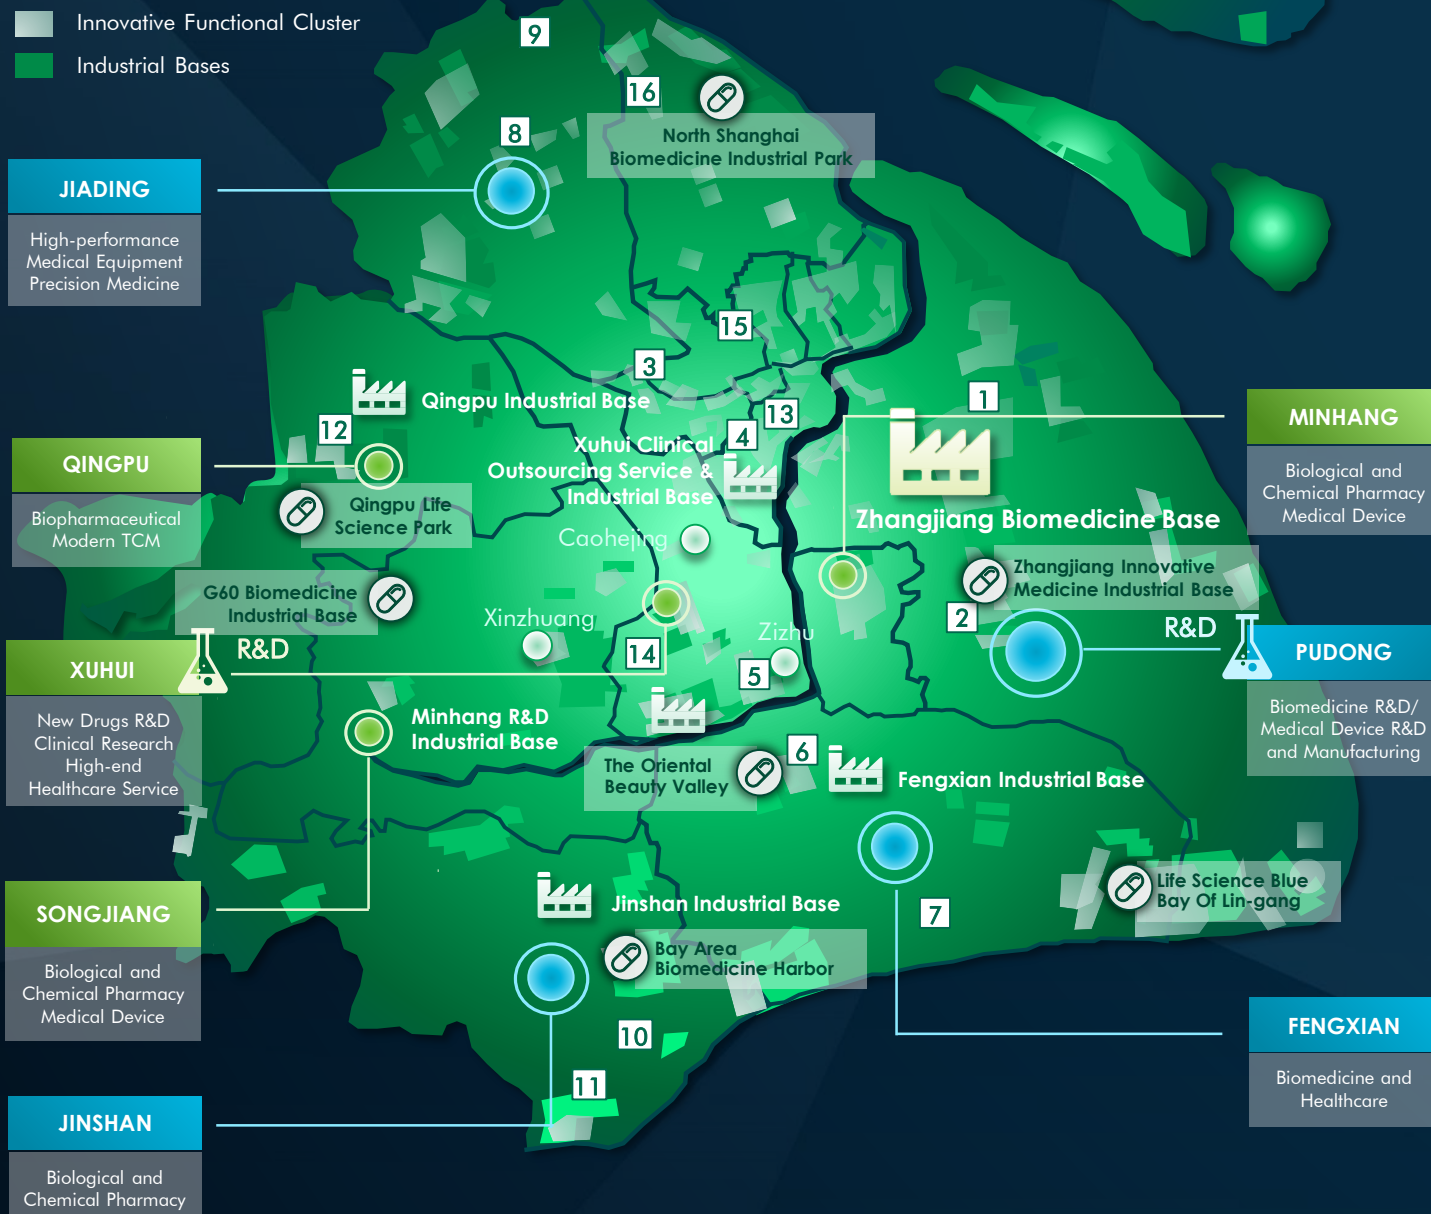 Innovative Functional Cluster
Industrial Bases
9
16
8
North Shanghai
Biomedicine Industrial Park
JIADING
High-performance
Medical Equipment
Precision Medicine
15
3
Qingpu Industrial Base
12
13
4
1
Xuhui Clinical
Outsourcing Service &
Industrial Base
MINHANG
Biological and
Chemical Pharmacy
Medical Device
QINGPU
Biopharmaceutical
Modern TCM
Qingpu Life
Science Park
Zhangjiang Biomedicine Base
Caohejing
G60 Biomedicine
Industrial Base
Zhangjiang Innovative
Medicine Industrial Base
2
Xinzhuang
Zizhu
R&D
R&D
XUHUI
New Drugs R&D
Clinical Research
High-end
Healthcare Service
14
5
PUDONG
Biomedicine R&D/
Medical Device R&D
and Manufacturing
Minhang R&D
Industrial Base
6
The Oriental
Beauty Valley
Fengxian Industrial Base
SONGJIANG
Biological and
Chemical Pharmacy
Medical Device
Jinshan Industrial Base
7
Life Science Blue
Bay Of Lin-gang
Bay Area
Biomedicine Harbor
10
11
FENGXIAN
Biomedicine and
Healthcare
JINSHAN
Biological and
Chemical Pharmacy